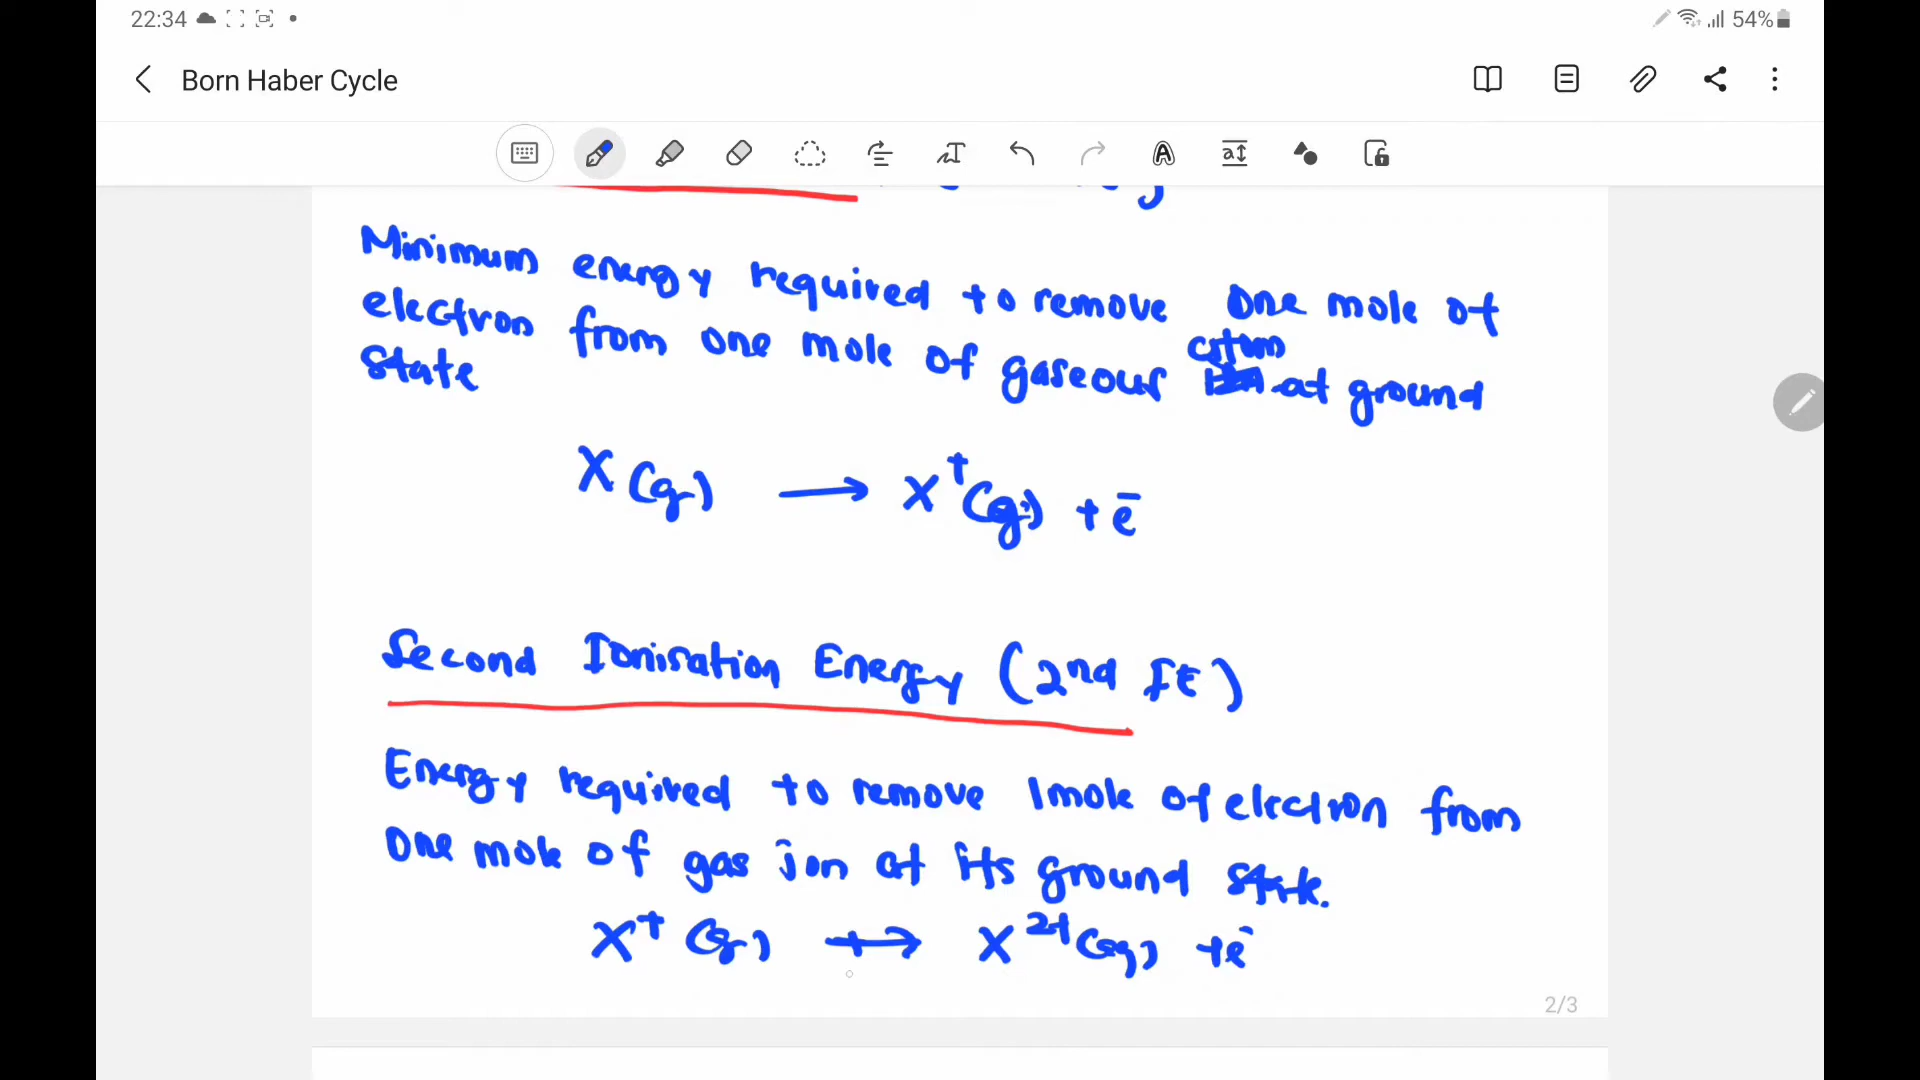 22:34
54%
Born Haber Cycle
Minimum energy required to remove one mole of
electron from one mole of gaseous atom at ground
state
X (g) → X⁺(g) + e̅
Second Ionisation Energy (2nd IE)
Energy required to remove 1mole of electron from
One mole of gas ion at its ground state.
X⁺ (g) → X²⁺(g) + e⁻
2/3